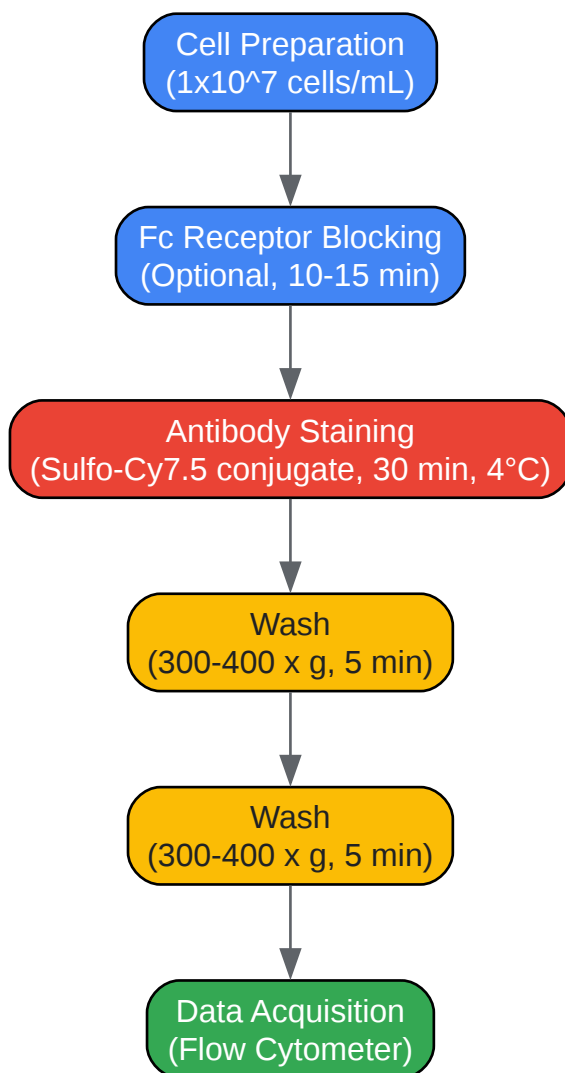 Cell Preparation
(1x10^7 cells/mL)
Fc Receptor Blocking
(Optional, 10-15 min)
Antibody Staining
(Sulfo-Cy7.5 conjugate, 30 min, 4°C)
Wash
(300-400 x g, 5 min)
Wash
(300-400 x g, 5 min)
Data Acquisition
(Flow Cytometer)